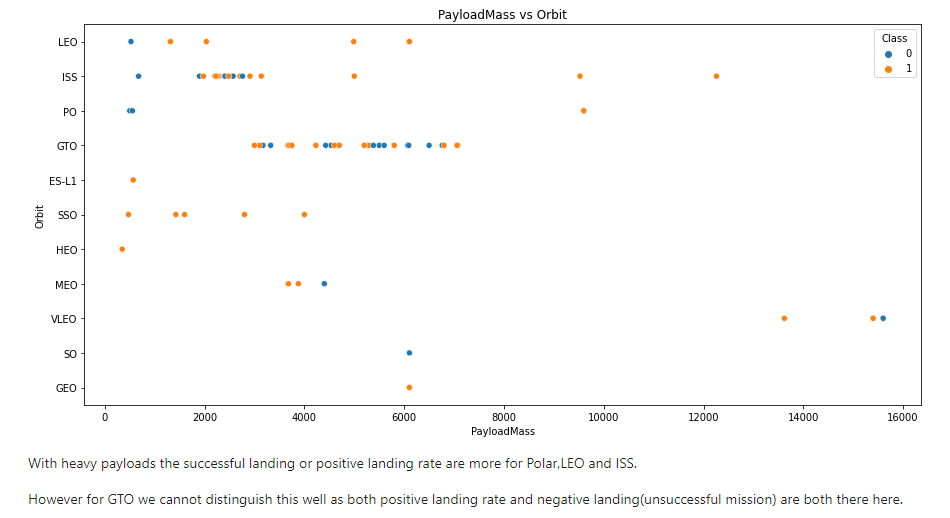 PayloadMass vs Orbit
Class
0
1
LEO
ISS
PO
GTO
ES-L1
SSO
HEO
MEO
VLEO
SO
GEO
Orbit
0 2000 4000 6000 8000 10000 12000 14000 16000
PayloadMass
With heavy payloads the successful landing or positive landing rate are more for Polar,LEO and ISS.
However for GTO we cannot distinguish this well as both positive landing rate and negative landing(unsuccessful mission) are both there here.